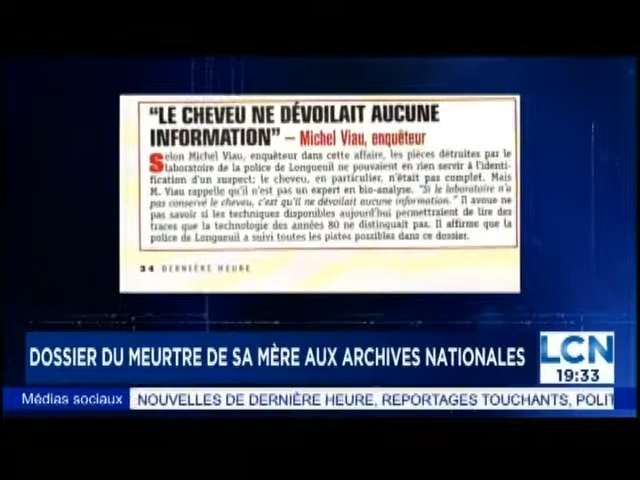 “LE CHEVEU NE DÉVOILAIT AUCUNE
INFORMATION” – Michel Viau, enquêteur
Selon Michel Viau, enquêteur dans cette affaire, les pièces détruites par le
laboratoire de la police de Longueuil ne pouvaient en rien servir à l'identi-
fication d'un suspect; le cheveu, en particulier, n'était pas complet. Mais
M. Viau rappelle qu'il n'est pas un expert en bio-analyse. "Si le laboratoire n'a
pas conservé le cheveu, c'est qu'il ne dévoilait aucune information." Il avoue ne
pas savoir si les techniques disponibles aujourd'hui permettraient de lire des
traces que la technologie des années 80 ne distinguait pas. Il affirme que la
police de Longueuil a suivi toutes les pistes possibles dans ce dossier.
34 DERNIÈRE HEURE
DOSSIER DU MEURTRE DE SA MÈRE AUX ARCHIVES NATIONALES
LCN
19:33
Médias sociaux
NOUVELLES DE DERNIÈRE HEURE, REPORTAGES TOUCHANTS, POLIT